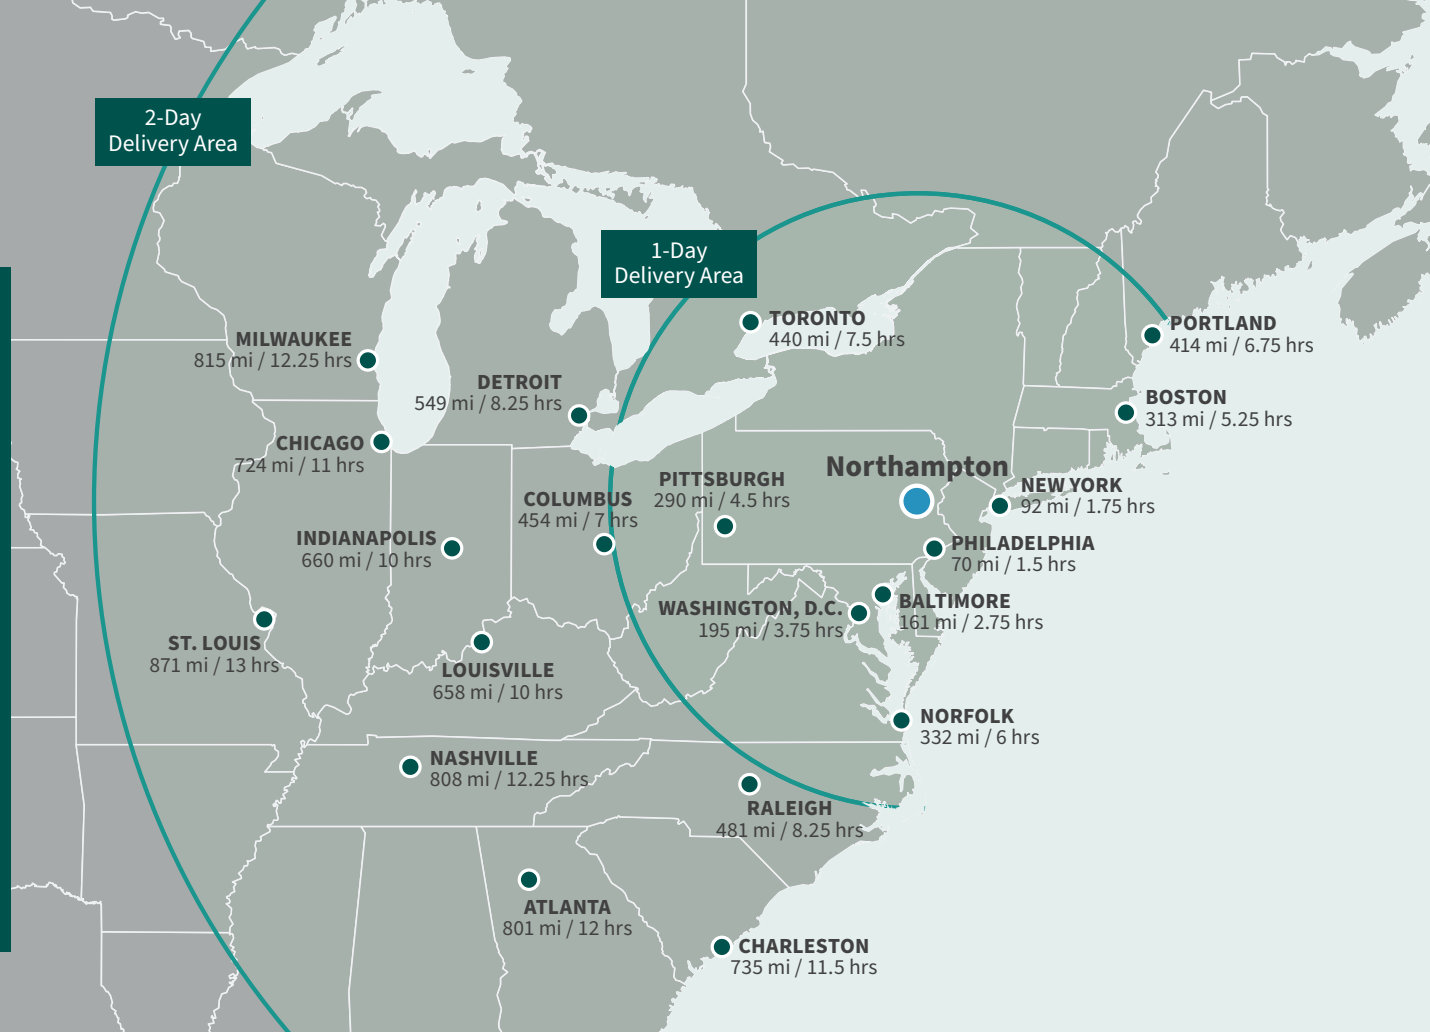 2-Day
Delivery Area
1-Day
Delivery Area
TORONTO
440 mi / 7.5 hrs
PORTLAND
414 mi / 6.75 hrs
MILWAUKEE
815 mi / 12.25 hrs
DETROIT
549 mi / 8.25 hrs
BOSTON
313 mi / 5.25 hrs
CHICAGO
724 mi / 11 hrs
Northampton
PITTSBURGH
290 mi / 4.5 hrs
NEW YORK
92 mi / 1.75 hrs
COLUMBUS
454 mi / 7 hrs
INDIANAPOLIS
660 mi / 10 hrs
PHILADELPHIA
70 mi / 1.5 hrs
WASHINGTON, D.C.
195 mi / 3.75 hrs
BALTIMORE
161 mi / 2.75 hrs
ST. LOUIS
871 mi / 13 hrs
LOUISVILLE
658 mi / 10 hrs
NORFOLK
332 mi / 6 hrs
NASHVILLE
808 mi / 12.25 hrs
RALEIGH
481 mi / 8.25 hrs
ATLANTA
801 mi / 12 hrs
CHARLESTON
735 mi / 11.5 hrs